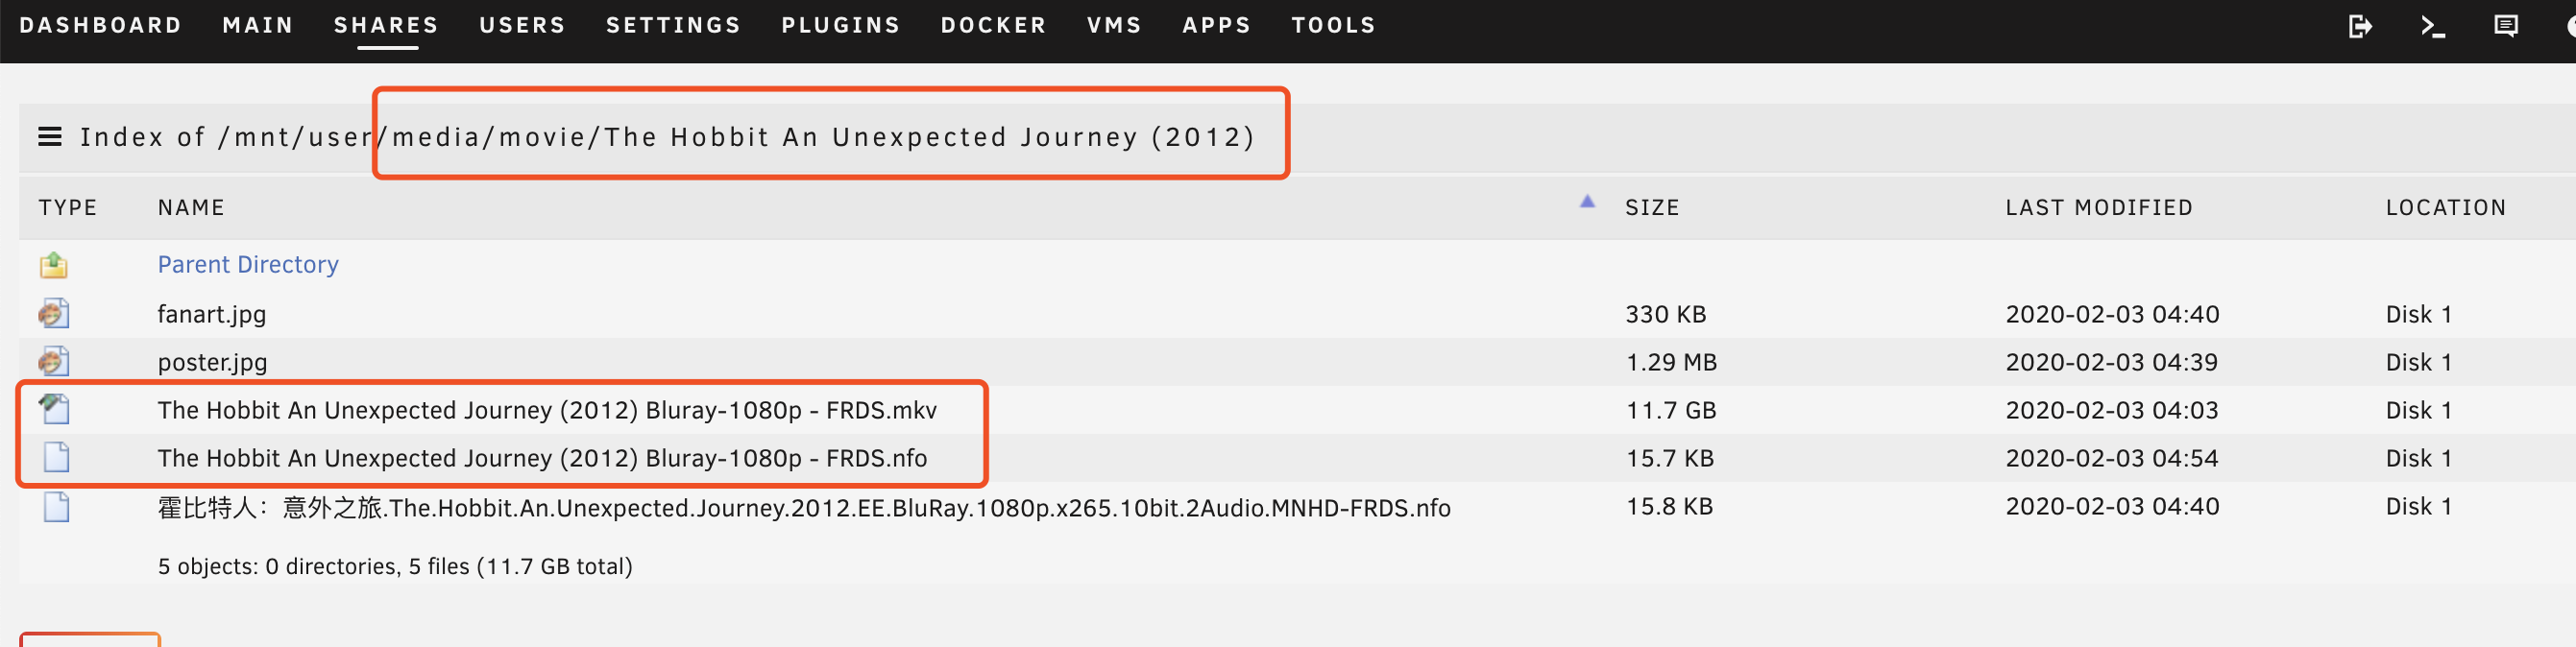 DASHBOARD MAIN SHARES USERS SETTINGS PLUGINS DOCKER VMS APPS TOOLS
Index of /mnt/user/media/movie/The Hobbit An Unexpected Journey (2012)
TYPE NAME SIZE LAST MODIFIED LOCATION
Parent Directory
fanart.jpg 330 KB 2020-02-03 04:40 Disk 1
poster.jpg 1.29 MB 2020-02-03 04:39 Disk 1
The Hobbit An Unexpected Journey (2012) Bluray-1080p - FRDS.mkv 11.7 GB 2020-02-03 04:03 Disk 1
The Hobbit An Unexpected Journey (2012) Bluray-1080p - FRDS.nfo 15.7 KB 2020-02-03 04:54 Disk 1
霍比特人：意外之旅.The.Hobbit.An.Unexpected.Journey.2012.EE.BluRay.1080p.x265.10bit.2Audio.MNHD-FRDS.nfo 15.8 KB 2020-02-03 04:40 Disk 1
5 objects: 0 directories, 5 files (11.7 GB total)